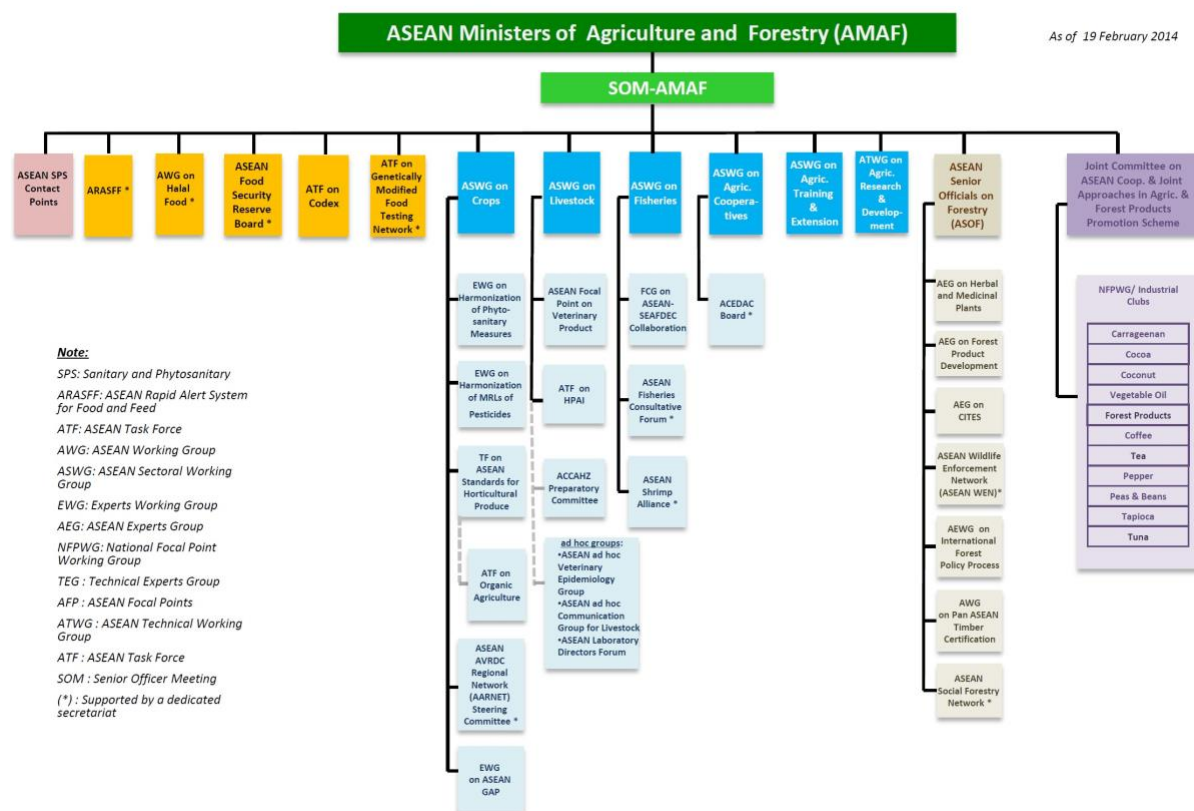 ASEAN Ministers of Agriculture and Forestry (AMAF)
As of 19 February 2014
SOM-AMAF
ASEAN SPS
Contact
Points
ARASFF *
AWG on
Halal
Food *
ASEAN
Food
Security
Reserve
Board *
ATF on
Codex
ATF on
Genetically
Modified
Food Testing
Network *
ASWG on
Crops
ASWG on
Livestock
ASWG on
Fisheries
ASWG on
Agric.
Coopera-
tives
ASWG on
Agric.
Training
&
Extension
ATWG on
Agric.
Research
&
Develop-
ment
ASEAN
Senior
Officials on
Forestry
(ASOF)
Joint Committee on
ASEAN Coop. & Joint
Approaches in Agric. &
Forest Products
Promotion Scheme
EWG on
Harmonization
of Phyto-
sanitary
Measures
EWG on
Harmonization
of MRLs of
Pesticides
TF on
ASEAN
Standards for
Horticultural
Produce
ATF on
Organic
Agriculture
ASEAN
AVRDC
Regional
Network
(AARNET)
Steering
Committee *
EWG
on ASEAN
GAP
ASEAN Focal
Point on
Veterinary
Product
ATF on
HPAI
ACCAHZ
Preparatory
Committee
ad hoc groups:
•ASEAN ad hoc
Veterinary
Epidemiology
Group
•ASEAN ad hoc
Communication
Group for Livestock
•ASEAN Laboratory
Directors Forum
FCG on
ASEAN-
SEAFDEC
Collaboration
ASEAN
Fisheries
Consultative
Forum *
ASEAN
Shrimp
Alliance *
ACEDAC
Board *
AEG on Herbal
and Medicinal
Plants
AEG on Forest
Product
Development
AEG on
CITES
ASEAN Wildlife
Enforcement
Network
(ASEAN WEN)*
AEWG on
International
Forest
Policy Process
AWG
on Pan ASEAN
Timber
Certification
ASEAN
Social Forestry
Network *
NFPWG/ Industrial
Clubs
Carrageenan
Cocoa
Coconut
Vegetable Oil
Forest Products
Coffee
Tea
Pepper
Peas & Beans
Tapioca
Tuna
Note:
SPS: Sanitary and Phytosanitary
ARASFF: ASEAN Rapid Alert System
for Food and Feed
ATF: ASEAN Task Force
AWG: ASEAN Working Group
ASWG: ASEAN Sectoral Working
Group
EWG: Experts Working Group
AEG: ASEAN Experts Group
NFPWG: National Focal Point
Working Group
TEG : Technical Experts Group
AFP : ASEAN Focal Points
ATWG : ASEAN Technical Working
Group
ATF : ASEAN Task Force
SOM : Senior Officer Meeting
(*) : Supported by a dedicated
secretariat